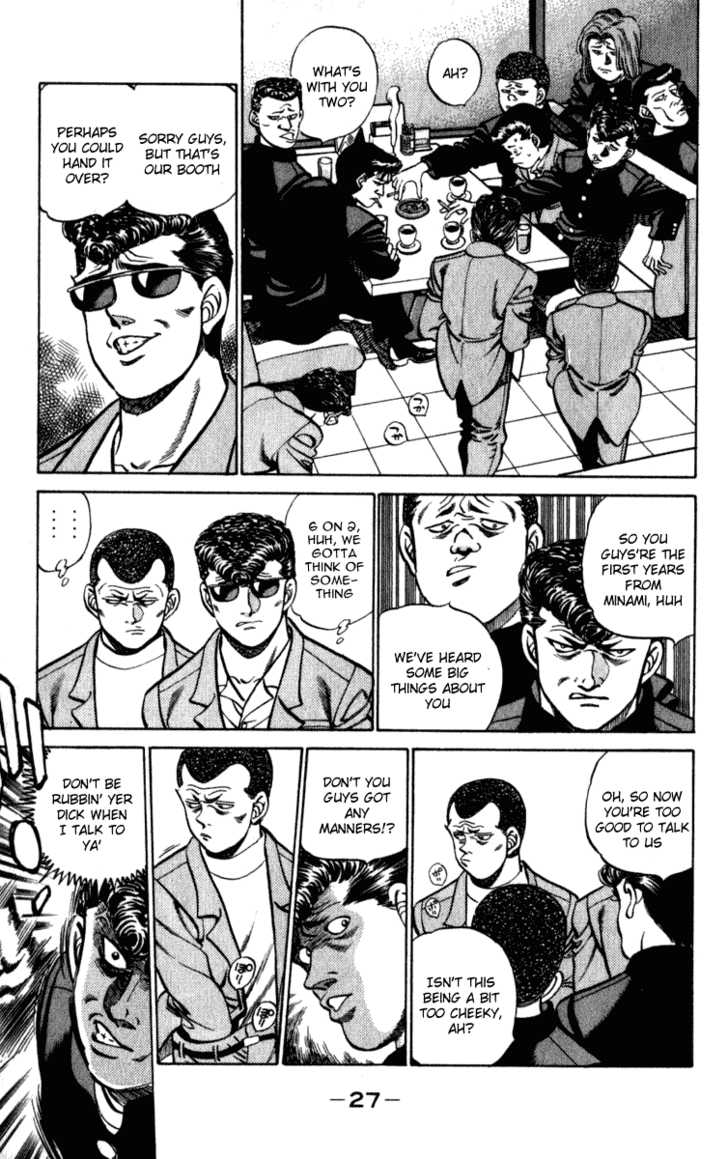 AH?
WHAT'S
WITH YOU
TWO?
SORRY GUYS,
BUT THAT'S
OUR BOOTH
PERHAPS
YOU COULD
HAND IT
OVER?
SO YOU
GUYS'RE THE
FIRST YEARS
FROM
MINAMI, HUH
WE'VE HEARD
SOME BIG
THINGS ABOUT
YOU
6 ON 2,
HUH, WE
GOTTA
THINK OF
SOME-
THING
OH, SO NOW
YOU'RE TOO
GOOD TO TALK
TO US
ISN'T THIS
BEING A BIT
TOO CHEEKY,
AH?
DON'T YOU
GUYS GOT
ANY
MANNERS!?
DON'T BE
RUBBIN' YER
DICK WHEN
I TALK TO
YA'
-27-